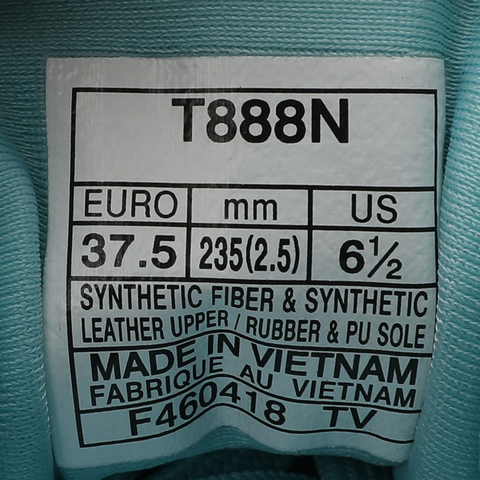 T888N
EURO mm US
37.5 235(2.5) 6½
SYNTHETIC FIBER & SYNTHETIC
LEATHER UPPER / RUBBER & PU SOLE
MADE IN VIETNAM
FABRIQUE AU VIETNAM
F460418 TV